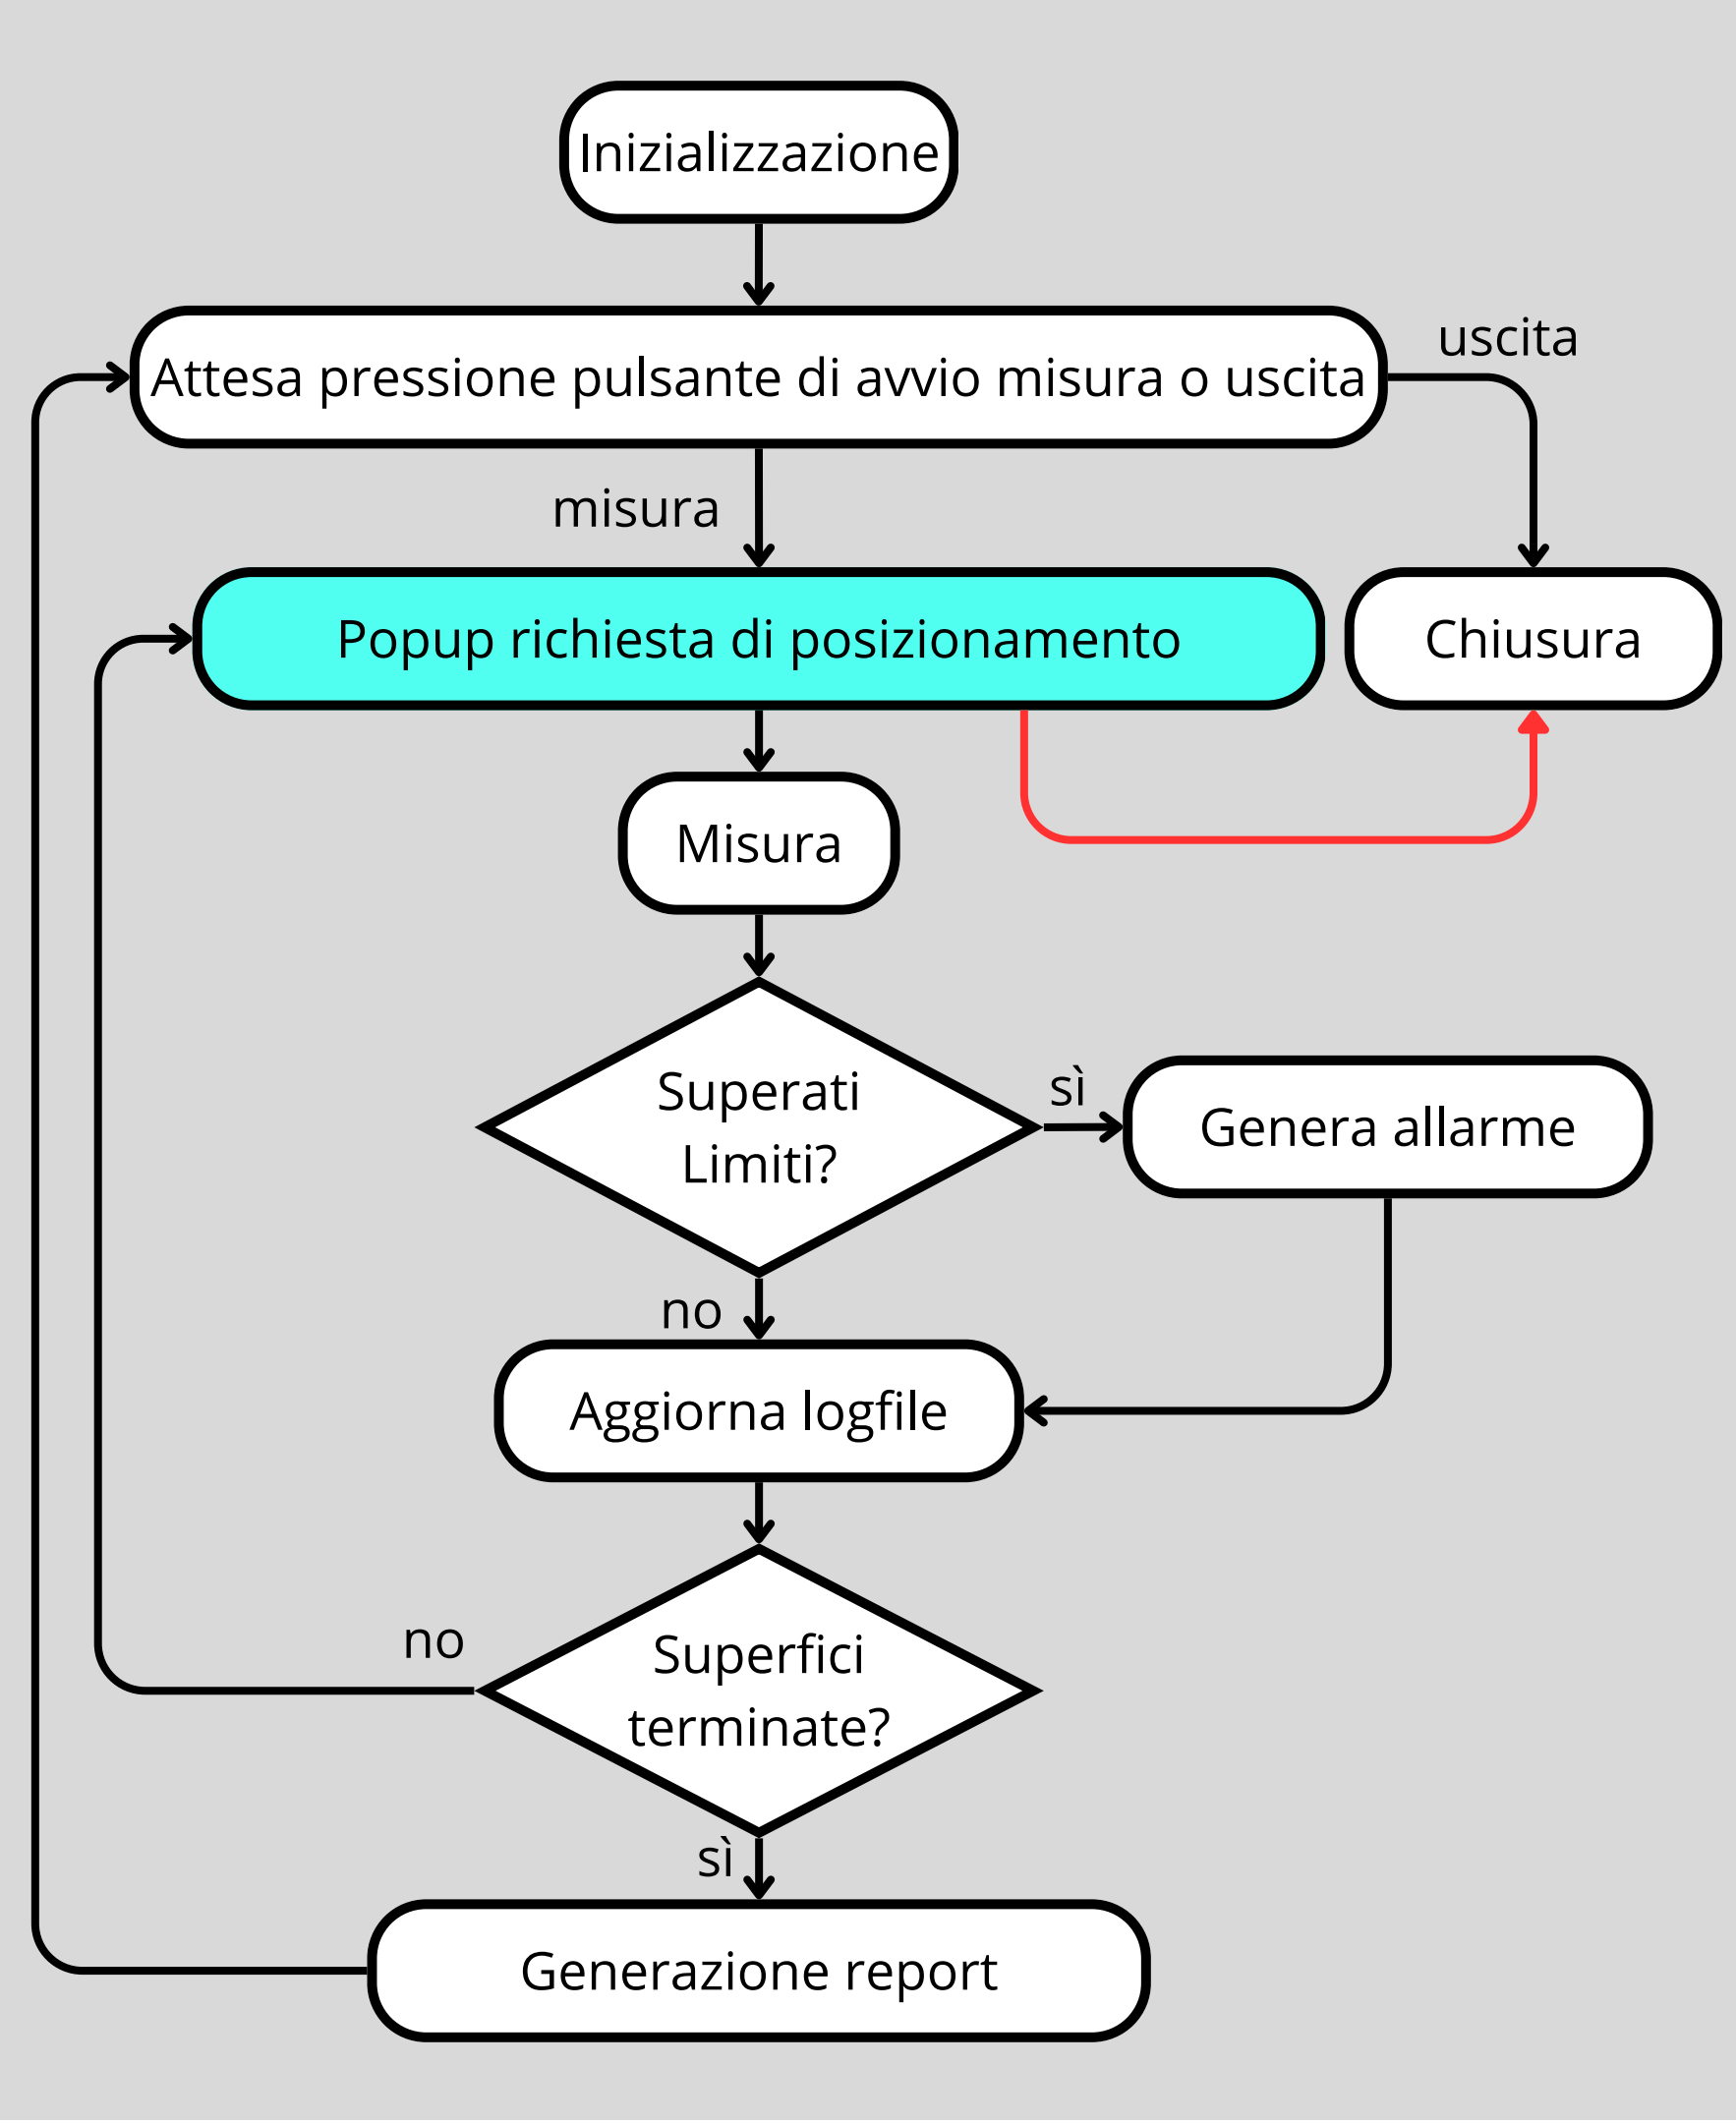 Inizializzazione
Attesa pressione pulsante di avvio misura o uscita
uscita
misura
Popup richiesta di posizionamento
Chiusura
Misura
Superati
Limiti?
sì
Genera allarme
no
Aggiorna logfile
Superfici
terminate?
no
sì
Generazione report